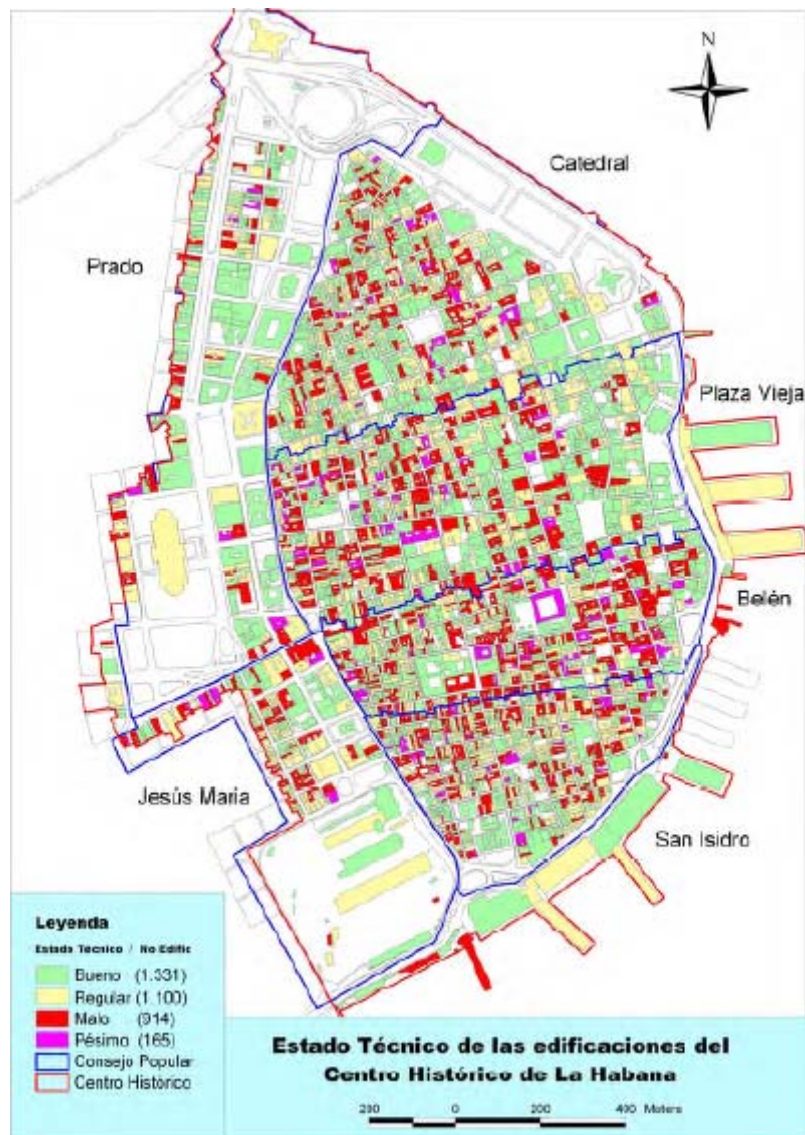 N
Catedral
Prado
Plaza Vieja
Belén
Jesús Maria
San Isidro
Leyenda
Estado Técnico / No Edific
Bueno (1.331)
Regular (1 100)
Malo (914)
Pésimo (165)
Consejo Popular
Centro Histórico
Estado Técnico de las edificaciones del
Centro Histórico de La Habana
200 0 200 400 Meters